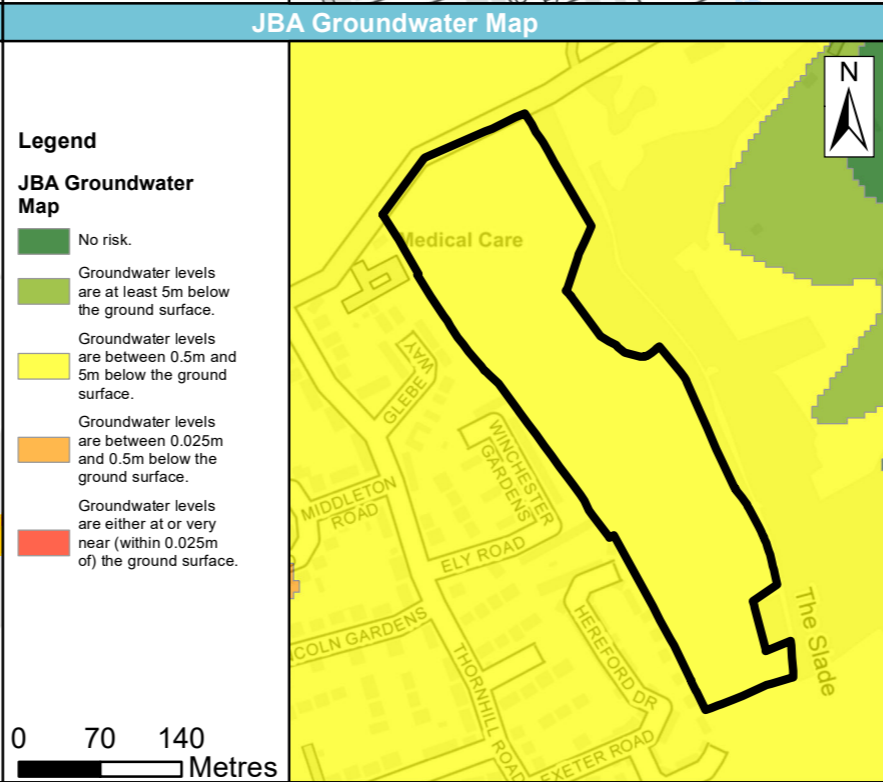 JBA Groundwater Map
Legend
JBA Groundwater
Map
No risk.
Groundwater levels
are at least 5m below
the ground surface.
Groundwater levels
are between 0.5m and
5m below the ground
surface.
Groundwater levels
are between 0.025m
and 0.5m below the
ground surface.
Groundwater levels
are either at or very
near (within 0.025m
of) the ground surface.
0 70 140
Metres
N
Medical Care
GLEBE WAY
WINCHESTER
GARDENS
MIDDLETON
ROAD
ELY ROAD
COLN GARDENS
HEREFORD DR
THORNHILL ROAD
EXETER ROAD
The Slade